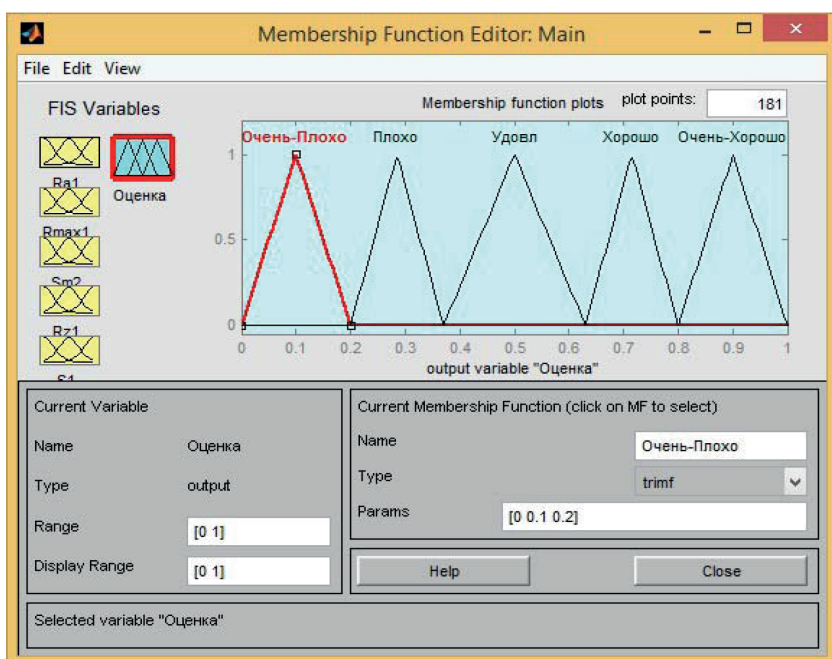 Membership Function Editor: Main
File Edit View
FIS Variables
Membership function plots plot points: 181
Ra1
Rmax1
Sm2
Rz1
S1
Оценка
Очень-Плохо Плохо Удовл Хорошо Очень-Хорошо
1
0.5
0
0 0.1 0.2 0.3 0.4 0.5 0.6 0.7 0.8 0.9 1
output variable "Оценка"
Current Variable
Name Оценка
Type output
Range [0 1]
Display Range [0 1]
Current Membership Function (click on MF to select)
Name Очень-Плохо
Type trimf
Params [0 0.1 0.2]
Help Close
Selected variable "Оценка"